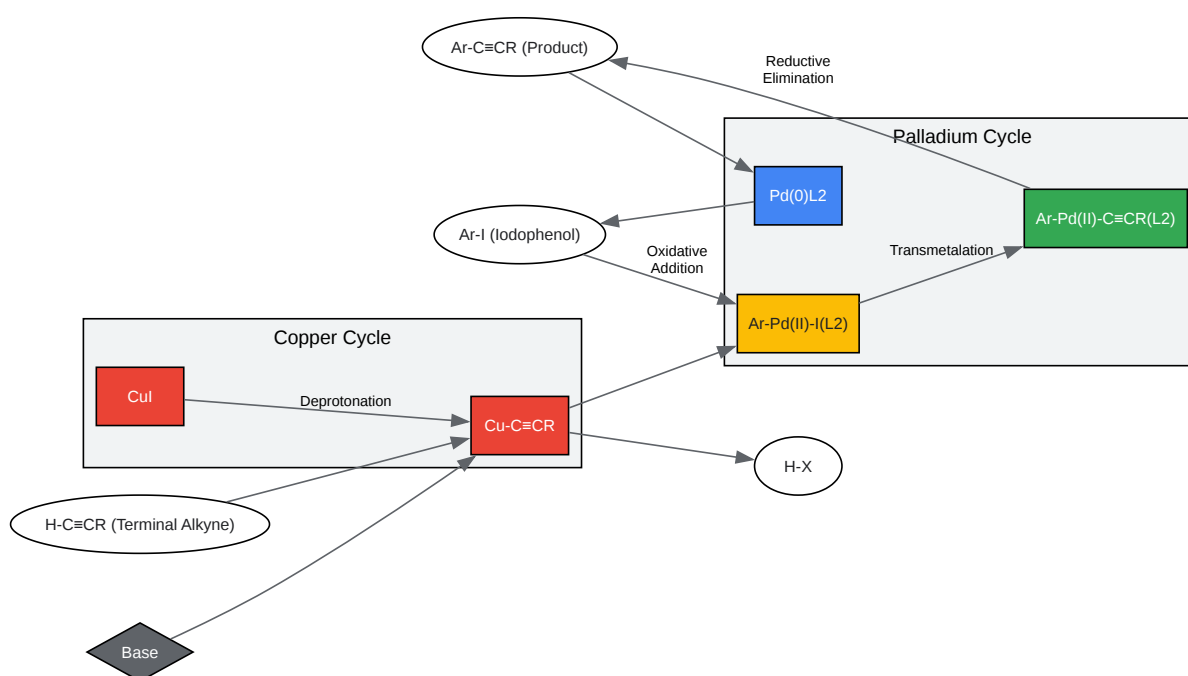 Ar-C≡CR (Product)
Reductive
Elimination
Palladium Cycle
Pd(0)L2
Ar-Pd(II)-C≡CR(L2)
Ar-I (Iodophenol)
Oxidative
Addition
Transmetalation
Ar-Pd(II)-I(L2)
Copper Cycle
CuI
Deprotonation
Cu-C≡CR
H-X
H-C≡CR (Terminal Alkyne)
Base